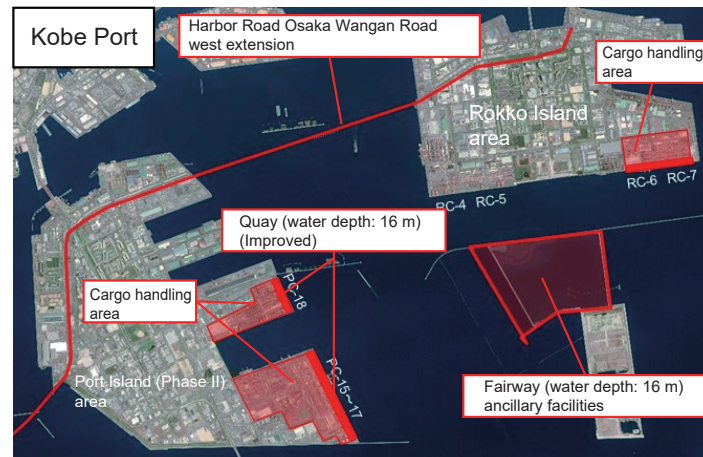 Kobe Port
Harbor Road Osaka Wangan Road
west extension
Cargo handling
area
Rokko Island
area
RC-4
RC-5
RC-6
RC-7
Quay (water depth: 16 m)
(Improved)
Cargo handling
area
PC-18
PC-15～17
Port Island (Phase II)
area
Fairway (water depth: 16 m)
ancillary facilities